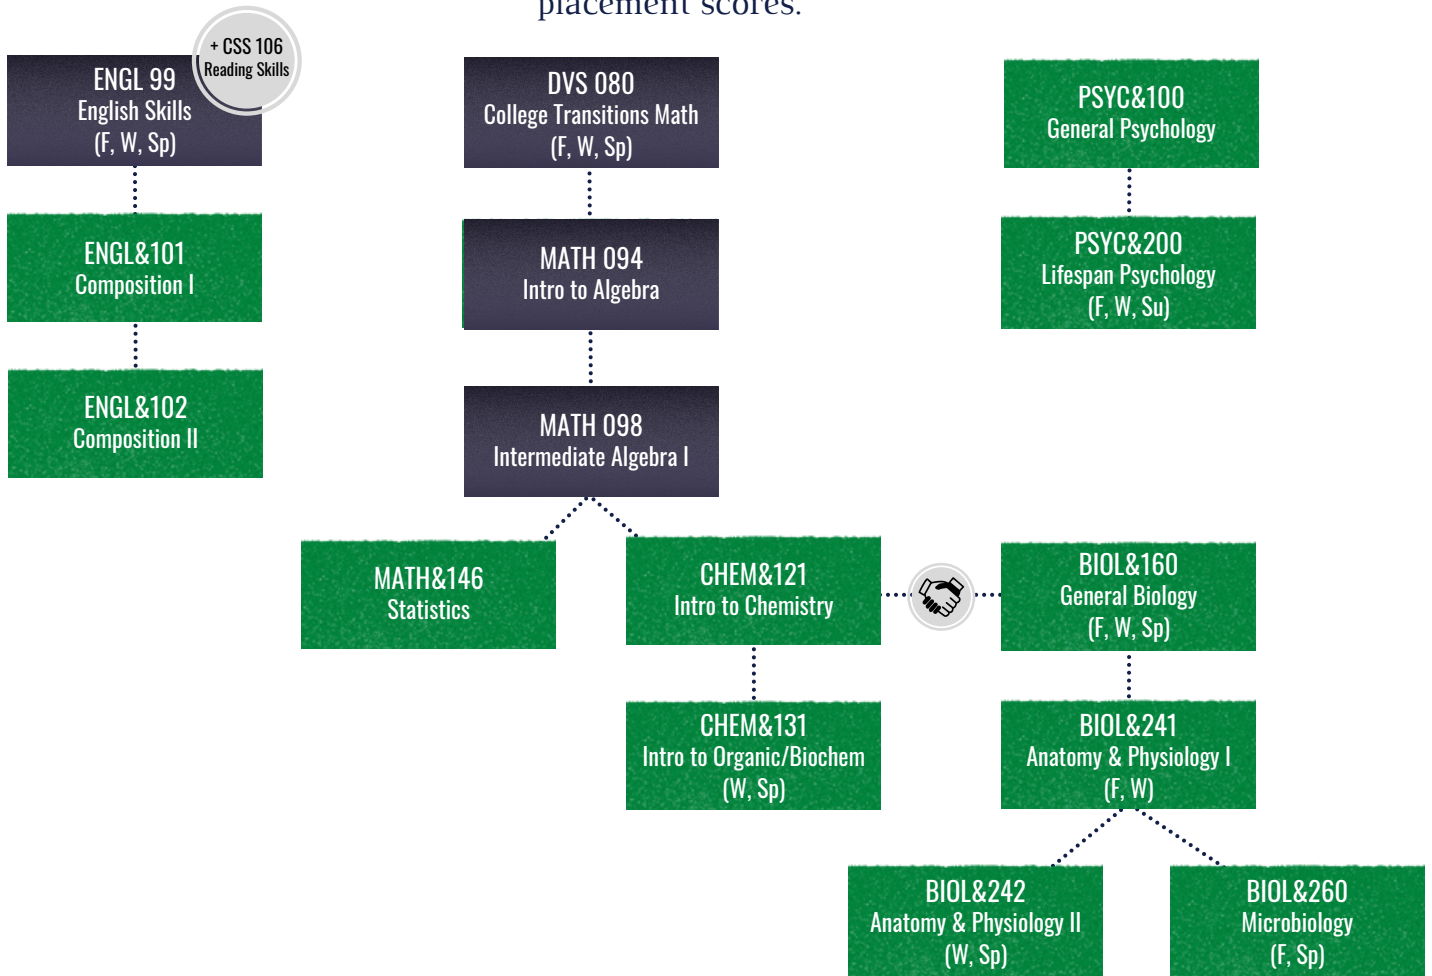 placement scores.
+ CSS 106
Reading Skills
ENGL 99
English Skills
(F, W, Sp)
ENGL&101
Composition I
ENGL&102
Composition II
DVS 080
College Transitions Math
(F, W, Sp)
MATH 094
Intro to Algebra
MATH 098
Intermediate Algebra I
MATH&146
Statistics
CHEM&121
Intro to Chemistry
CHEM&131
Intro to Organic/Biochem
(W, Sp)
PSYC&100
General Psychology
PSYC&200
Lifespan Psychology
(F, W, Su)
BIOL&160
General Biology
(F, W, Sp)
BIOL&241
Anatomy & Physiology I
(F, W)
BIOL&242
Anatomy & Physiology II
(W, Sp)
BIOL&260
Microbiology
(F, Sp)